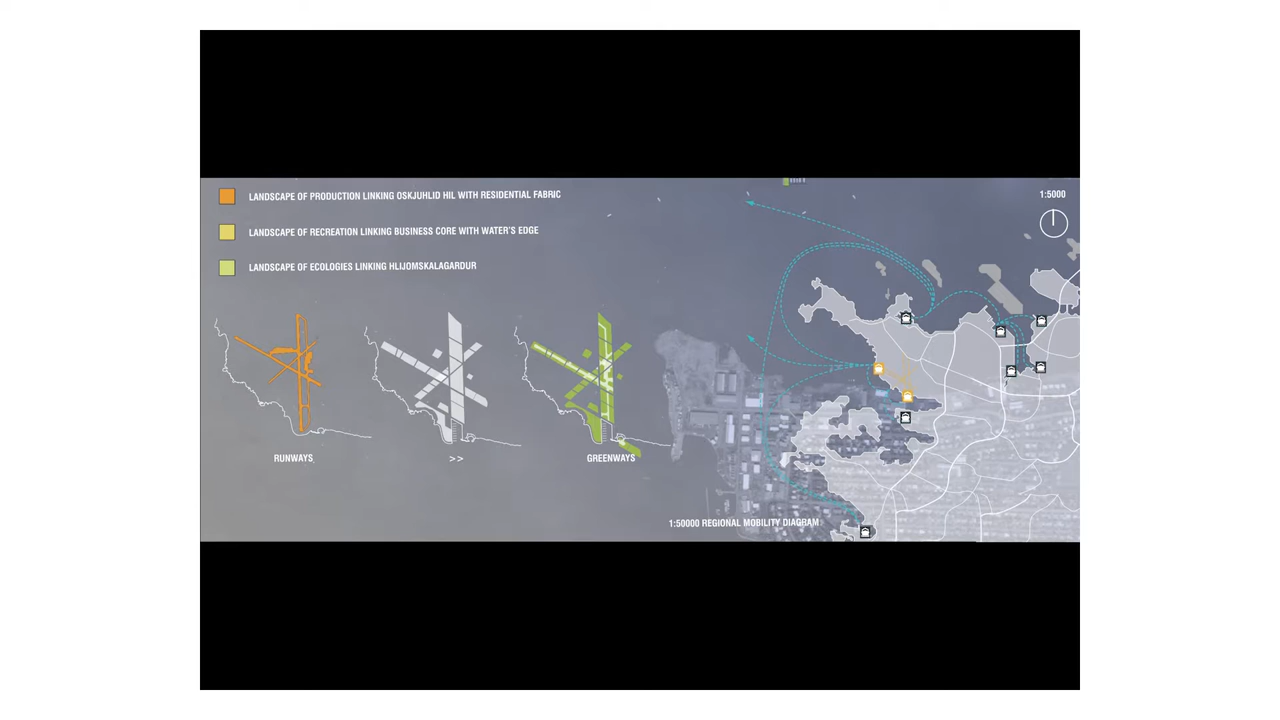 LANDSCAPE OF PRODUCTION LINKING OSKJUHLID HIL WITH RESIDENTIAL FABRIC
1:5000
LANDSCAPE OF RECREATION LINKING BUSINESS CORE WITH WATER'S EDGE
LANDSCAPE OF ECOLOGIES LINKING HLIJOMSKALAGARDUR
RUNWAYS
>>
GREENWAYS
1:50000 REGIONAL MOBILITY DIAGRAM